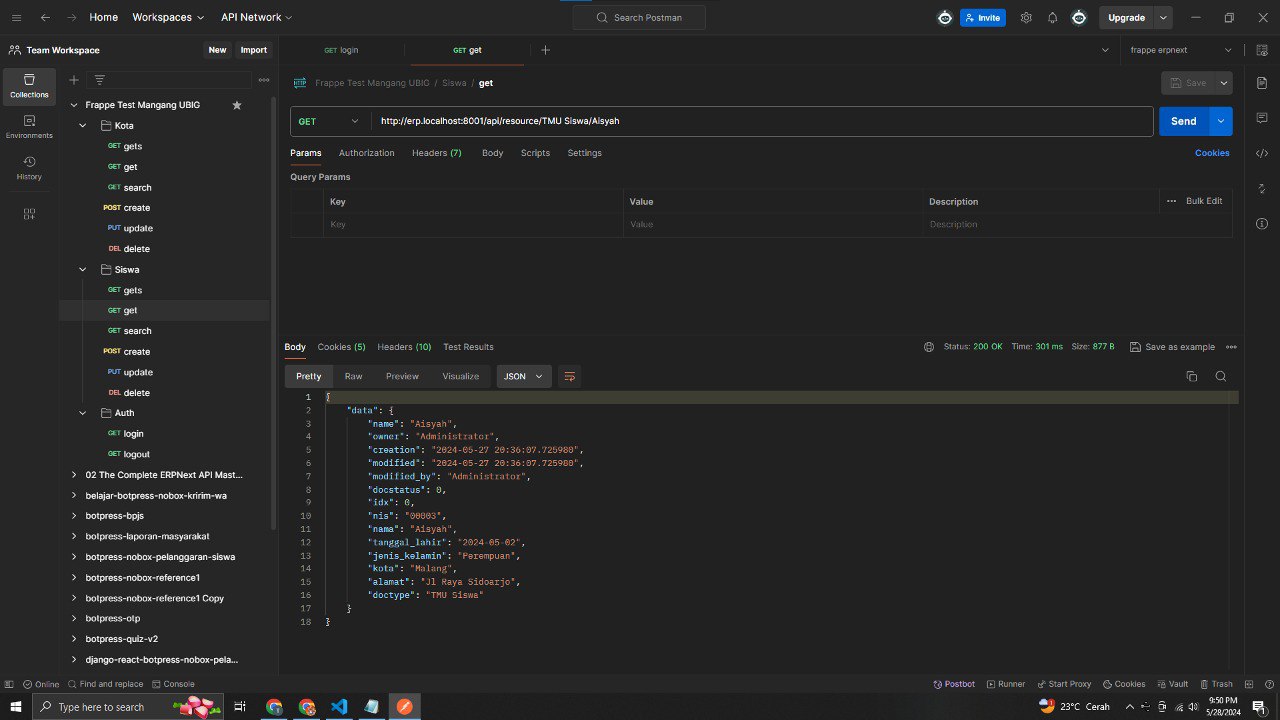 Home Workspaces API Network Search Postman Invite Upgrade
Team Workspace New Import GET login GET get frappe erpnext
Collections
Environments
History
Frappe Test Mangang UBIG
Kota
GET gets
GET get
GET search
POST create
PUT update
DEL delete
Siswa
GET gets
GET get
GET search
POST create
PUT update
DEL delete
Auth
GET login
GET logout
02 The Complete ERPNext API Mast...
belajar-botpress-nobox-kririm-wa
botpress-bpjs
botpress-laporan-masyarakat
botpress-nobox-pelanggaran-siswa
botpress-nobox-reference1
botpress-nobox-reference1 Copy
botpress-otp
botpress-quiz-v2
django-react-botpress-nobox-pela...
HTTP Frappe Test Mangang UBIG / Siswa / get Save
GET http://erp.localhost:8001/api/resource/TMU Siswa/Aisyah Send
Params Authorization Headers (7) Body Scripts Settings Cookies
Query Params
Key Value Description Bulk Edit
Key Value Description
Body Cookies (5) Headers (10) Test Results Status: 200 OK Time: 301 ms Size: 877 B Save as example
Pretty Raw Preview Visualize JSON
1 {
2 "data": {
3 "name": "Aisyah",
4 "owner": "Administrator",
5 "creation": "2024-05-27 20:36:07.725980",
6 "modified": "2024-05-27 20:36:07.725980",
7 "modified_by": "Administrator",
8 "docstatus": 0,
9 "idx": 0,
10 "nis": "00003",
11 "nama": "Aisyah",
12 "tanggal_lahir": "2024-05-02",
13 "jenis_kelamin": "Perempuan",
14 "kota": "Malang",
15 "alamat": "Jl Raya Sidoarjo",
16 "doctype": "TMU Siswa"
17 }
18 }
Online Find and replace Console Postbot Runner Start Proxy Cookies Vault Trash
Type here to search 23°C Cerah 9:50 PM
5/28/2024